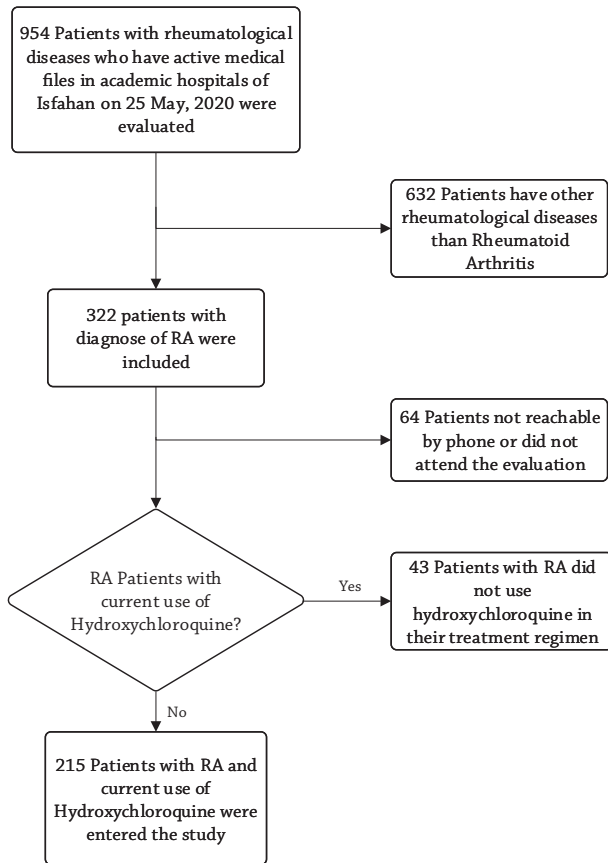 954 Patients with rheumatological
diseases who have active medical
files in academic hospitals of
Isfahan on 25 May, 2020 were
evaluated
632 Patients have other
rheumatological diseases
than Rheumatoid
Arthritis
322 patients with
diagnose of RA were
included
64 Patients not reachable
by phone or did not
attend the evaluation
RA Patients with
current use of
Hydroxychloroquine?
Yes
43 Patients with RA did
not use
hydroxychloroquine in
their treatment regimen
No
215 Patients with RA and
current use of
Hydroxychloroquine were
entered the study